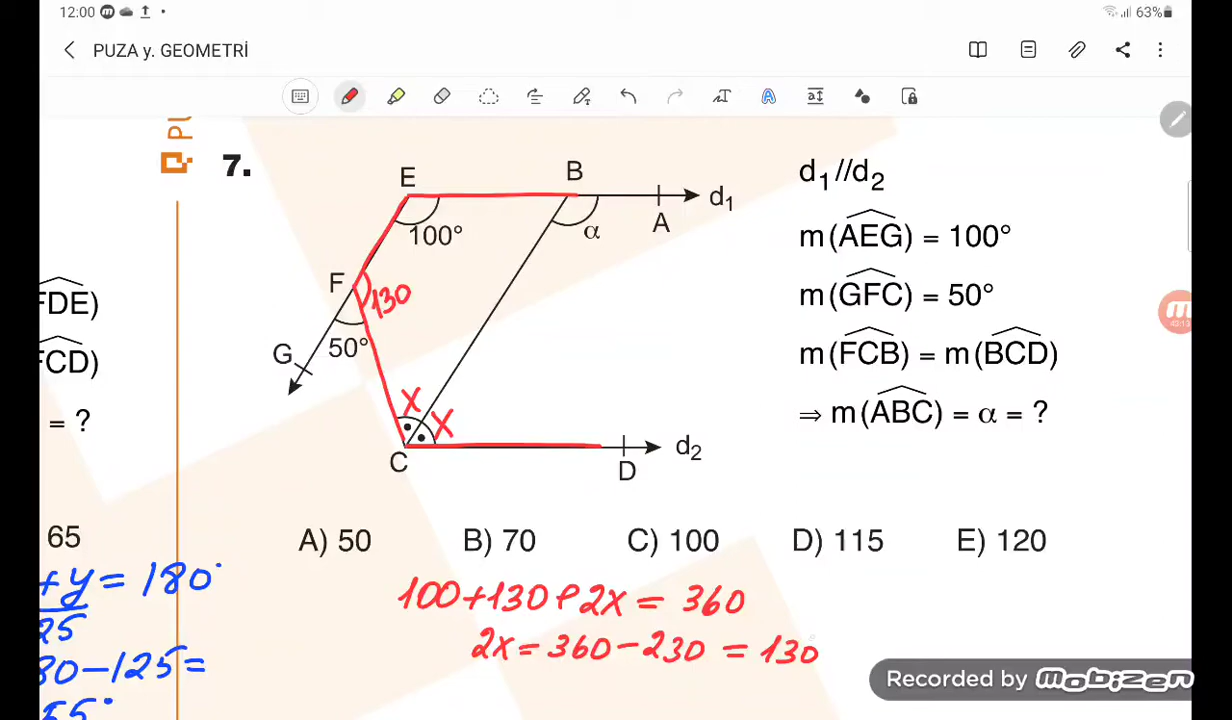 12:00
63%
PUZA y. GEOMETRİ
7.
E
B
d1
A
α
100°
F
130
50°
G
X
X
C
D
d2
d1//d2
m(AEG) = 100°
m(GFC) = 50°
m(FCB) = m(BCD)
⇒ m(ABC) = α = ?
FDE)
FCD)
= ?
65
A) 50 B) 70 C) 100 D) 115 E) 120
+y = 180°
25
80-125=
55°
100+130+2x = 360
2x = 360-230 = 130
Recorded by mobizen